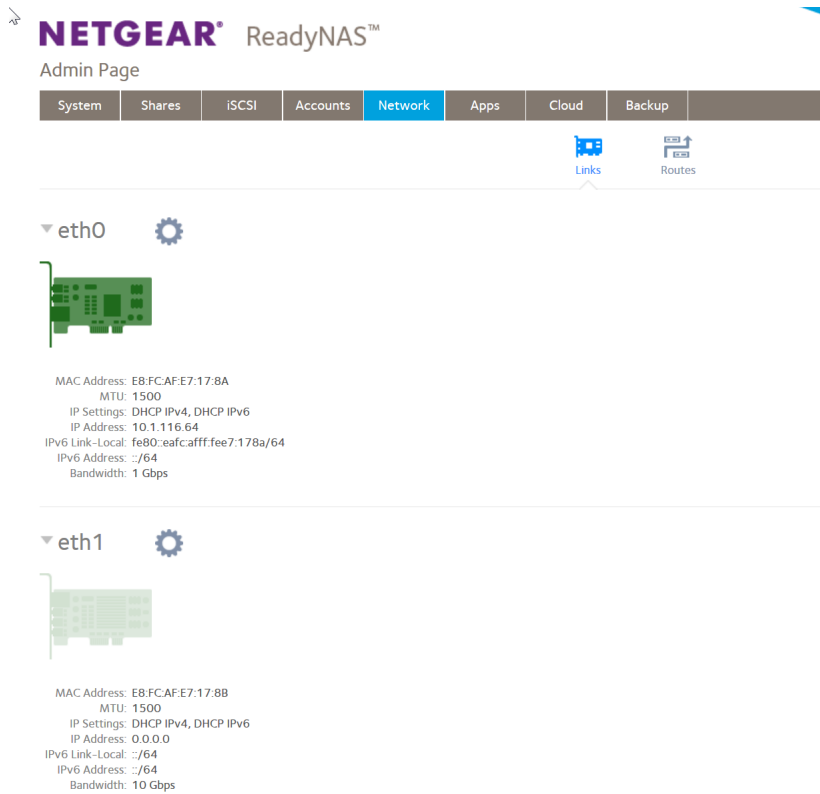 NETGEAR® ReadyNAS™
Admin Page
System Shares iSCSI Accounts Network Apps Cloud Backup
Links Routes
eth0
MAC Address: E8:FC:AF:E7:17:8A
MTU: 1500
IP Settings: DHCP IPv4, DHCP IPv6
IP Address: 10.1.116.64
IPv6 Link-Local: fe80::eafc:afff:fee7:178a/64
IPv6 Address: ::/64
Bandwidth: 1 Gbps
eth1
MAC Address: E8:FC:AF:E7:17:8B
MTU: 1500
IP Settings: DHCP IPv4, DHCP IPv6
IP Address: 0.0.0.0
IPv6 Link-Local: ::/64
IPv6 Address: ::/64
Bandwidth: 10 Gbps